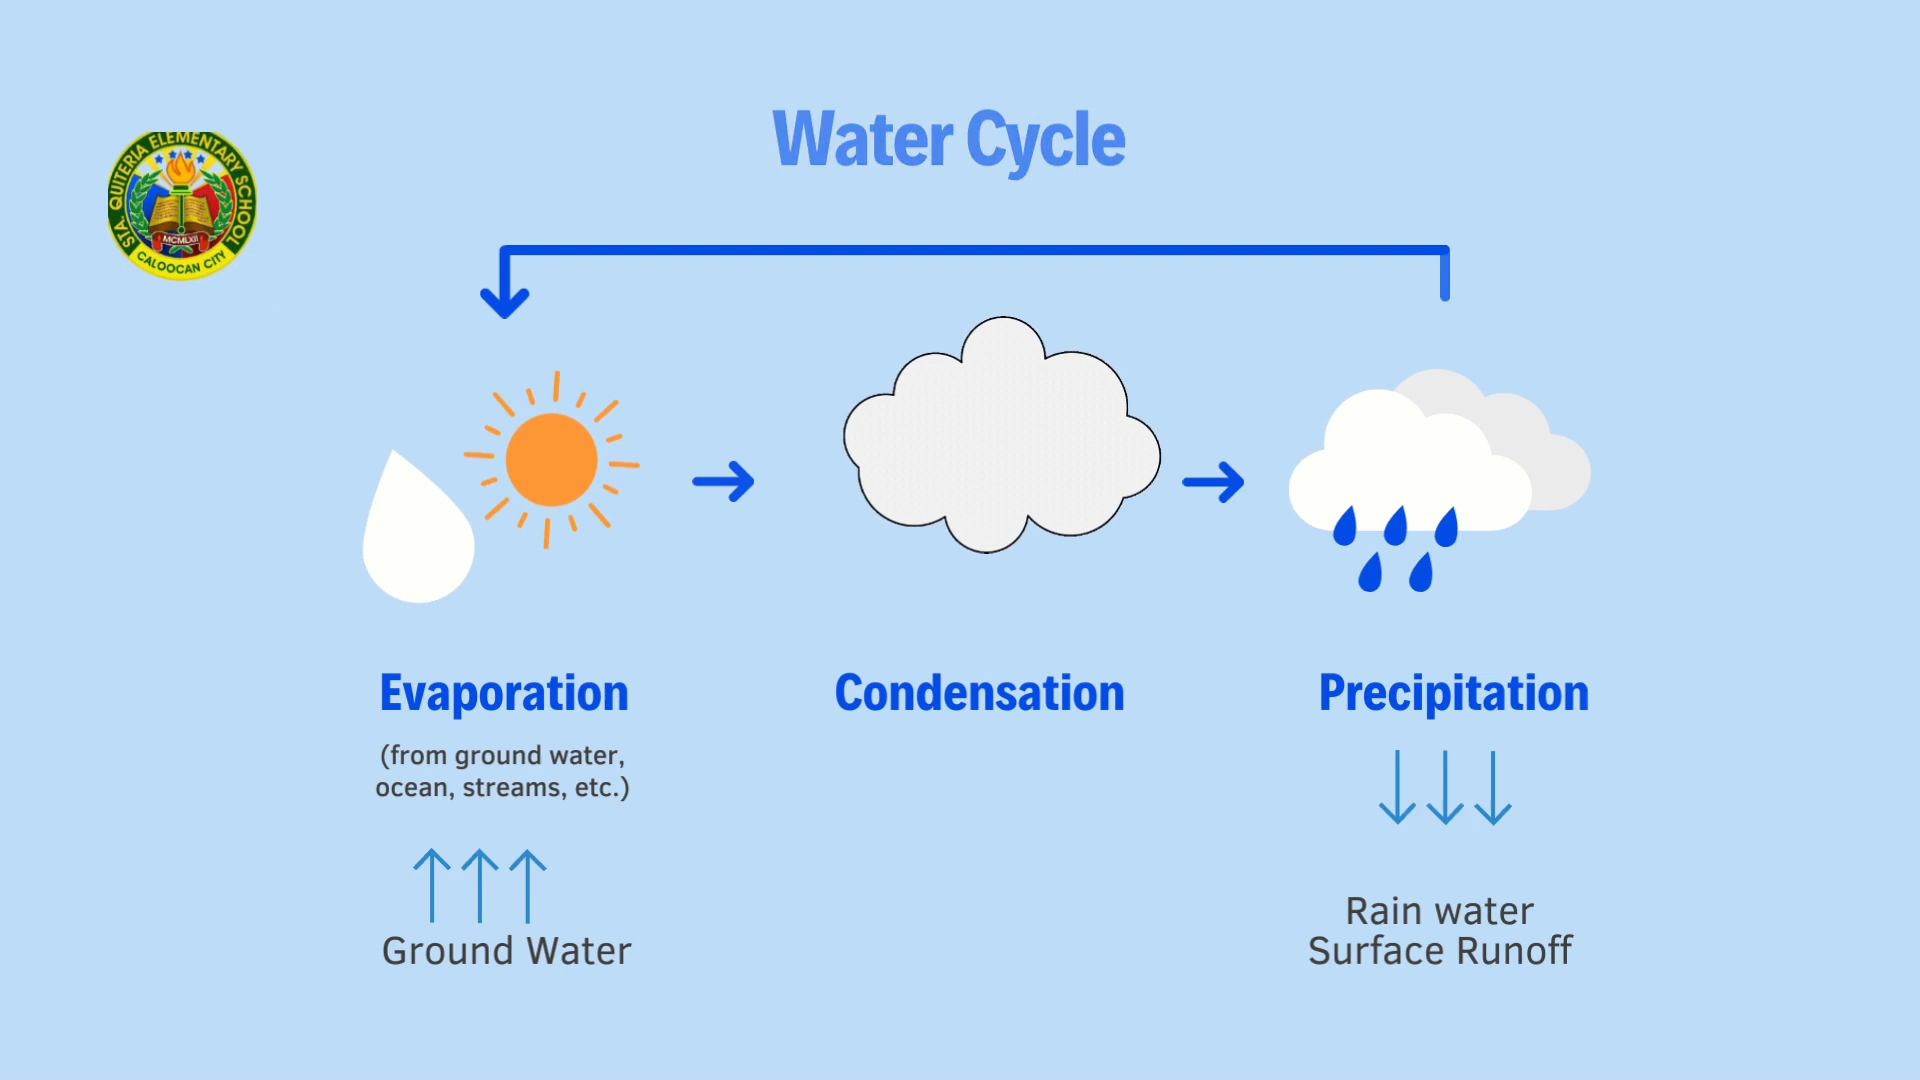 Water Cycle
STA. QUITERIA ELEMENTARY SCHOOL
MCMLXII
CALOOCAN CITY
Evaporation
Condensation
Precipitation
(from ground water,
ocean, streams, etc.)
Ground Water
Rain water
Surface Runoff